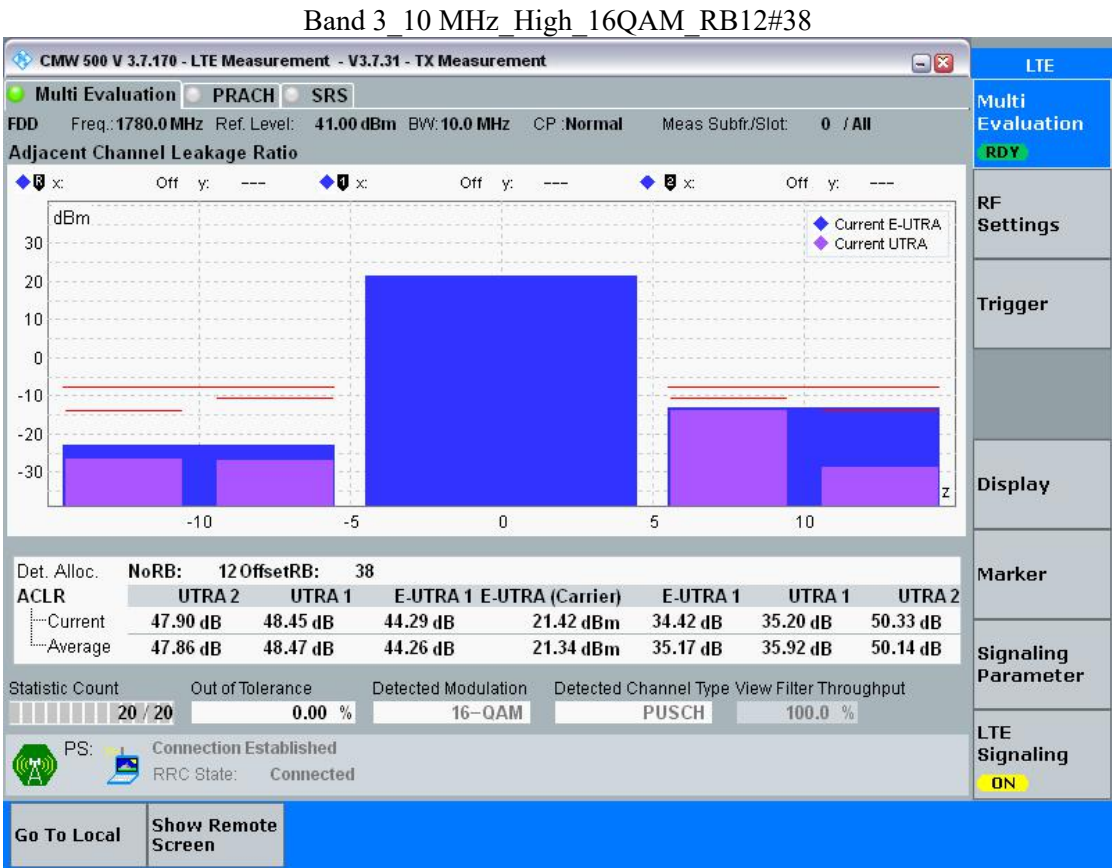 Band 3_10 MHz_High_16QAM_RB12#38
CMW 500 V 3.7.170 - LTE Measurement - V3.7.31 - TX Measurement
LTE
Multi Evaluation PRACH SRS
FDD Freq.: 1780.0 MHz Ref. Level: 41.00 dBm BW: 10.0 MHz CP : Normal Meas Subfr./Slot: 0 / All
Adjacent Channel Leakage Ratio
R x: Off y: --- 1 x: Off y: --- 2 x: Off y: ---
dBm
Current E-UTRA
Current UTRA
30
20
10
0
-10
-20
-30
z
-10 -5 0 5 10
Det. Alloc. NoRB: 12 OffsetRB: 38
ACLR UTRA 2 UTRA 1 E-UTRA 1 E-UTRA (Carrier) E-UTRA 1 UTRA 1 UTRA 2
Current 47.90 dB 48.45 dB 44.29 dB 21.42 dBm 34.42 dB 35.20 dB 50.33 dB
Average 47.86 dB 48.47 dB 44.26 dB 21.34 dBm 35.17 dB 35.92 dB 50.14 dB
Statistic Count Out of Tolerance Detected Modulation Detected Channel Type View Filter Throughput
20 / 20 0.00 % 16-QAM PUSCH 100.0 %
PS: Connection Established
RRC State: Connected
Multi
Evaluation
RDY
RF
Settings
Trigger
Display
Marker
Signaling
Parameter
LTE
Signaling
ON
Go To Local
Show Remote
Screen